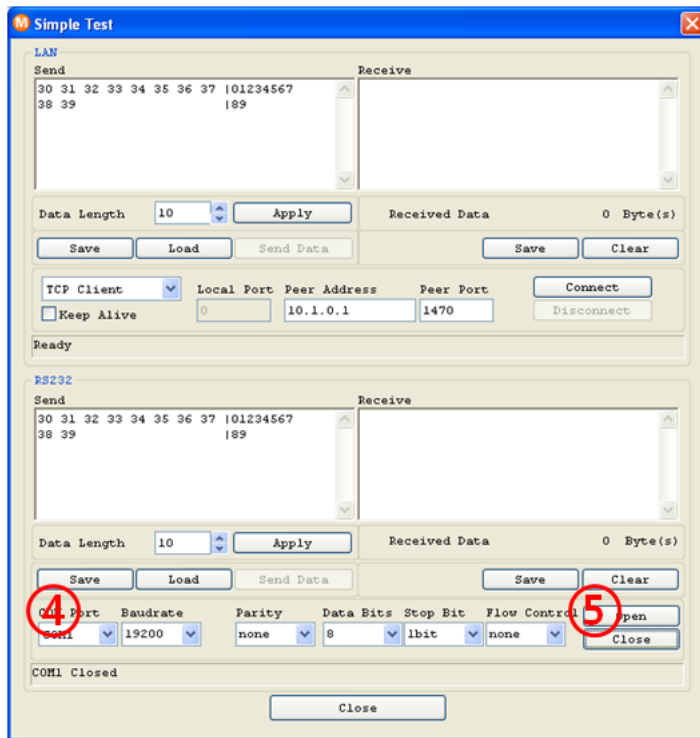 Simple Test
LAN
Send Receive
30 31 32 33 34 35 36 37 |01234567
38 39 |89
Data Length 10 Apply Received Data 0 Byte(s)
Save Load Send Data Save Clear
TCP Client Local Port Peer Address Peer Port Connect
Keep Alive 0 10.1.0.1 1470 Disconnect
Ready
RS232
Send Receive
30 31 32 33 34 35 36 37 |01234567
38 39 |89
Data Length 10 Apply Received Data 0 Byte(s)
Save Load Send Data Save Clear
④ Port Baudrate Parity Data Bits Stop Bit Flow Control ⑤ Open
COM1 19200 none 8 1bit none Close
COM1 Closed
Close